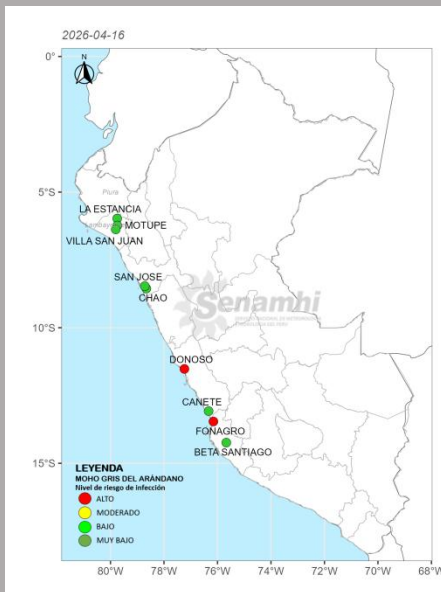 2026-04-16
N
0°
5°S
Piura
LA ESTANCIA
MOTUPE
VILLA SAN JUAN
SAN JOSE
CHAO
Senamhi
10°S
DONOSO
CANETE
FONAGRO
BETA SANTIAGO
15°S
LEYENDA
MOHO GRIS DEL ARÁNDANO
Nivel de riesgo de infección
ALTO
MODERADO
BAJO
MUY BAJO
80°W 78°W 76°W 74°W 72°W 70°W 68°W